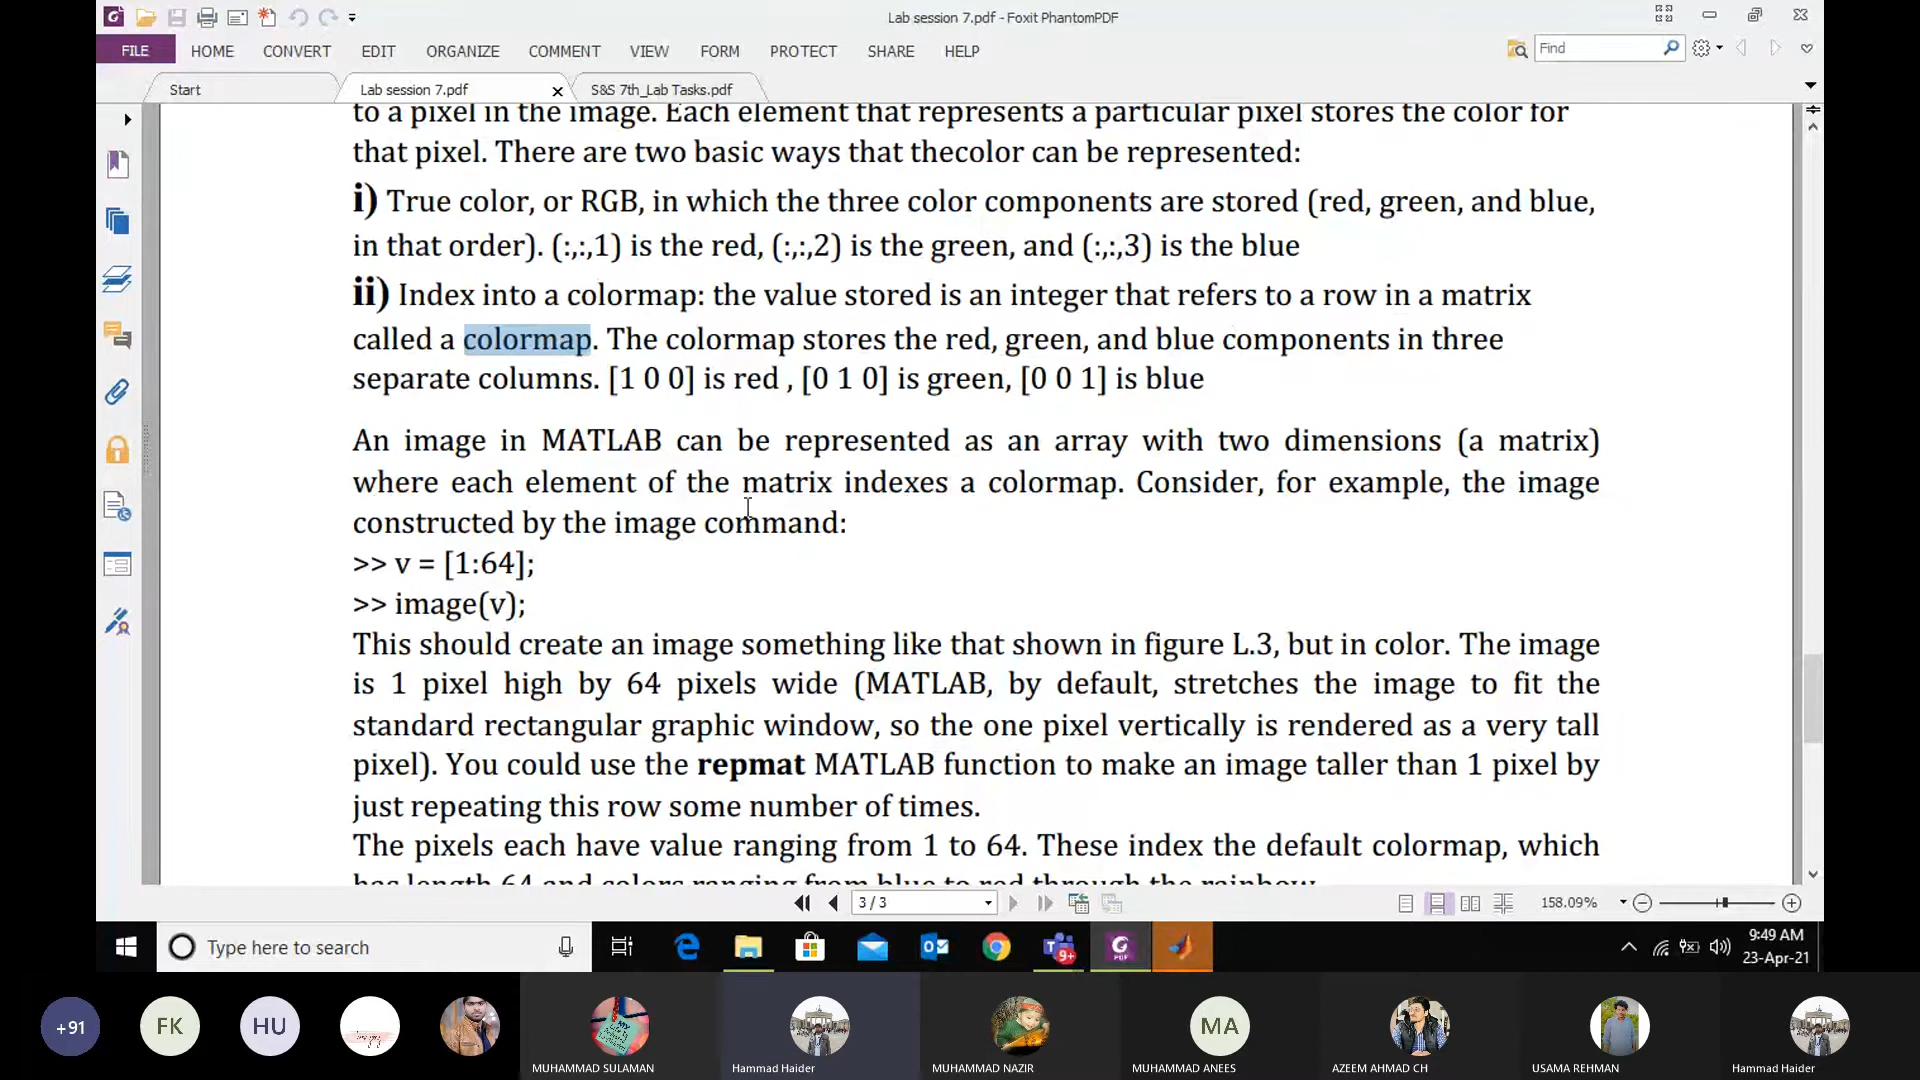 Lab session 7.pdf - Foxit PhantomPDF
FILE HOME CONVERT EDIT ORGANIZE COMMENT VIEW FORM PROTECT SHARE HELP
Find
Start Lab session 7.pdf S&S 7th_Lab Tasks.pdf
to a pixel in the image. Each element that represents a particular pixel stores the color for
that pixel. There are two basic ways that thecolor can be represented:
i) True color, or RGB, in which the three color components are stored (red, green, and blue,
in that order). (:,:,1) is the red, (:,:,2) is the green, and (:,:,3) is the blue
ii) Index into a colormap: the value stored is an integer that refers to a row in a matrix
called a colormap. The colormap stores the red, green, and blue components in three
separate columns. [1 0 0] is red , [0 1 0] is green, [0 0 1] is blue
An image in MATLAB can be represented as an array with two dimensions (a matrix)
where each element of the matrix indexes a colormap. Consider, for example, the image
constructed by the image command:
>> v = [1:64];
>> image(v);
This should create an image something like that shown in figure L.3, but in color. The image
is 1 pixel high by 64 pixels wide (MATLAB, by default, stretches the image to fit the
standard rectangular graphic window, so the one pixel vertically is rendered as a very tall
pixel). You could use the repmat MATLAB function to make an image taller than 1 pixel by
just repeating this row some number of times.
The pixels each have value ranging from 1 to 64. These index the default colormap, which
has length 64 and colors ranging from blue to red through the rainbow
3 / 3
158.09%
Type here to search
9+
PDF
9:49 AM
23-Apr-21
+91
FK
HU
MA
MUHAMMAD SULAMAN
Hammad Haider
MUHAMMAD NAZIR
MUHAMMAD ANEES
AZEEM AHMAD CH
USAMA REHMAN
Hammad Haider